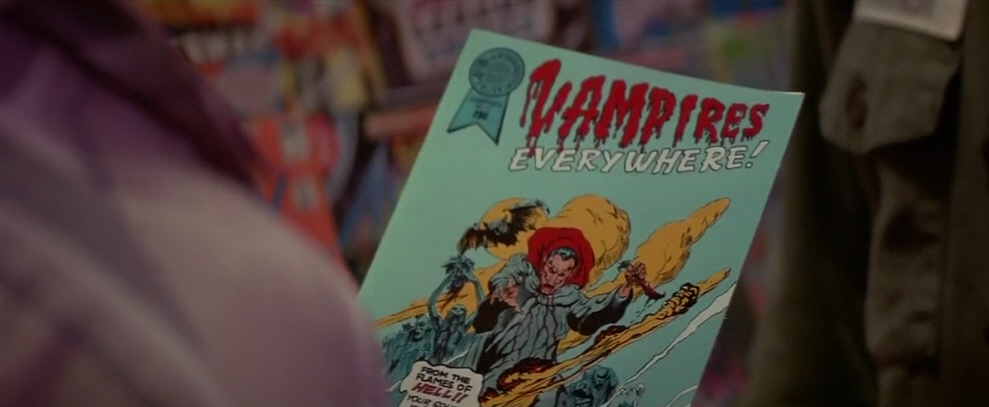 VAMPIRES
EVERYWHERE!
FROM THE
FLAMES OF
HELL!!